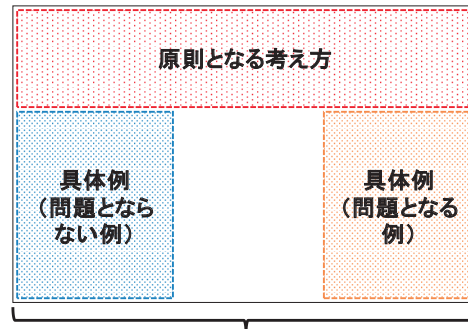 原則となる考え方
具体例
（問題となら
ない例）
具体例
（問題となる
例）